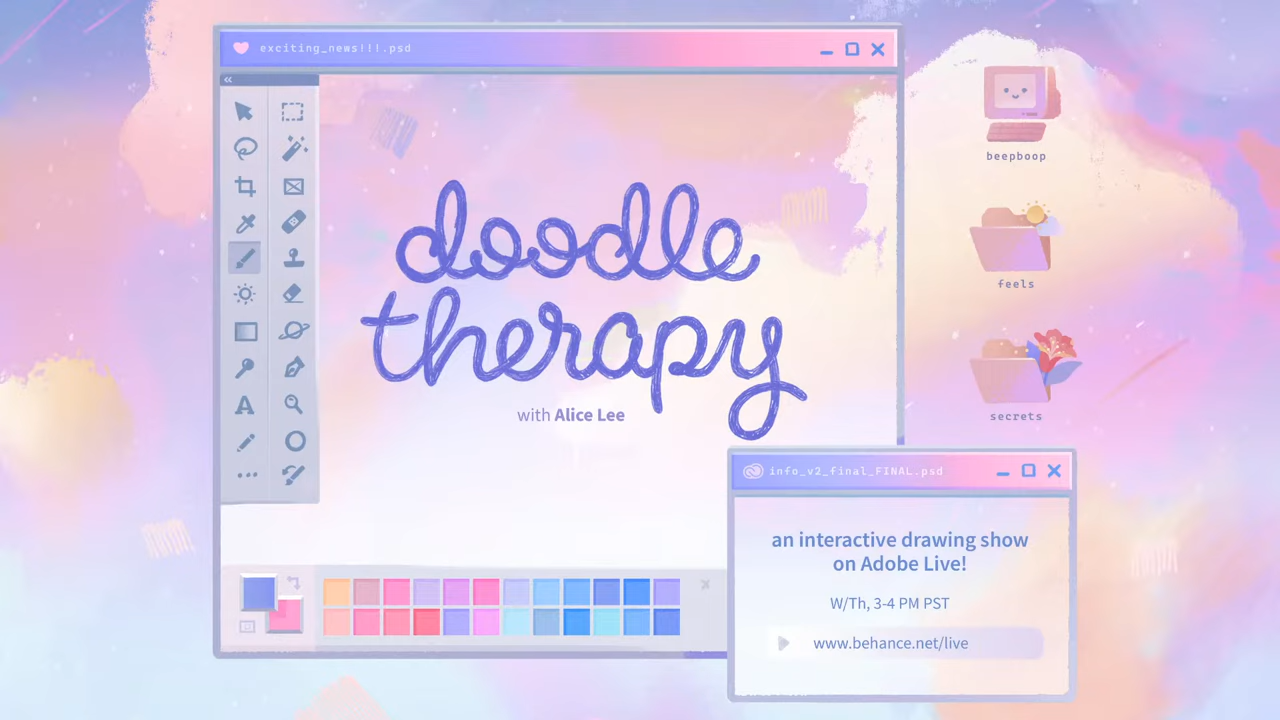 exciting_news!!!.psd
doodle
therapy
with Alice Lee
beepboop
feels
secrets
info_v2_final_FINAL.psd
an interactive drawing show
on Adobe Live!
W/Th, 3-4 PM PST
www.behance.net/live